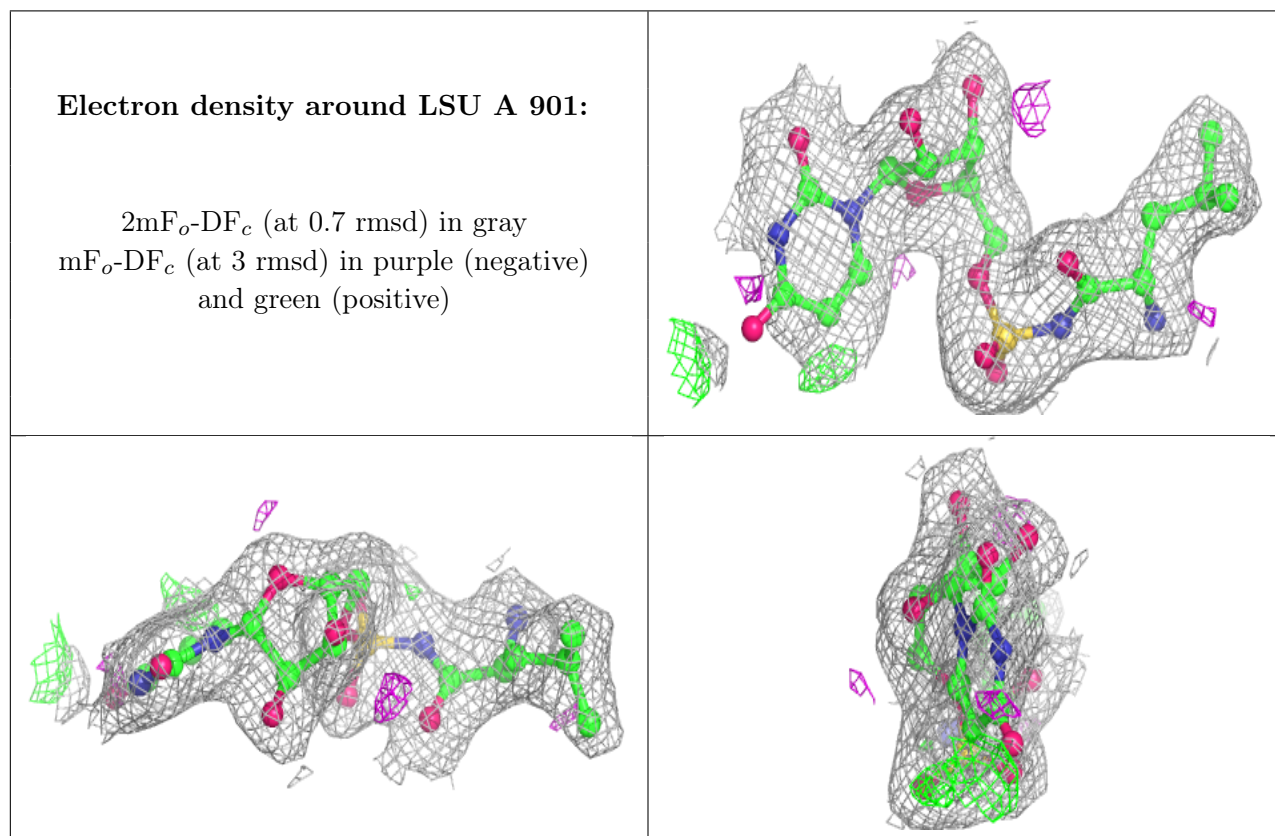 Electron density around LSU A 901:
2mFo-DFc (at 0.7 rmsd) in gray
mFo-DFc (at 3 rmsd) in purple (negative)
and green (positive)